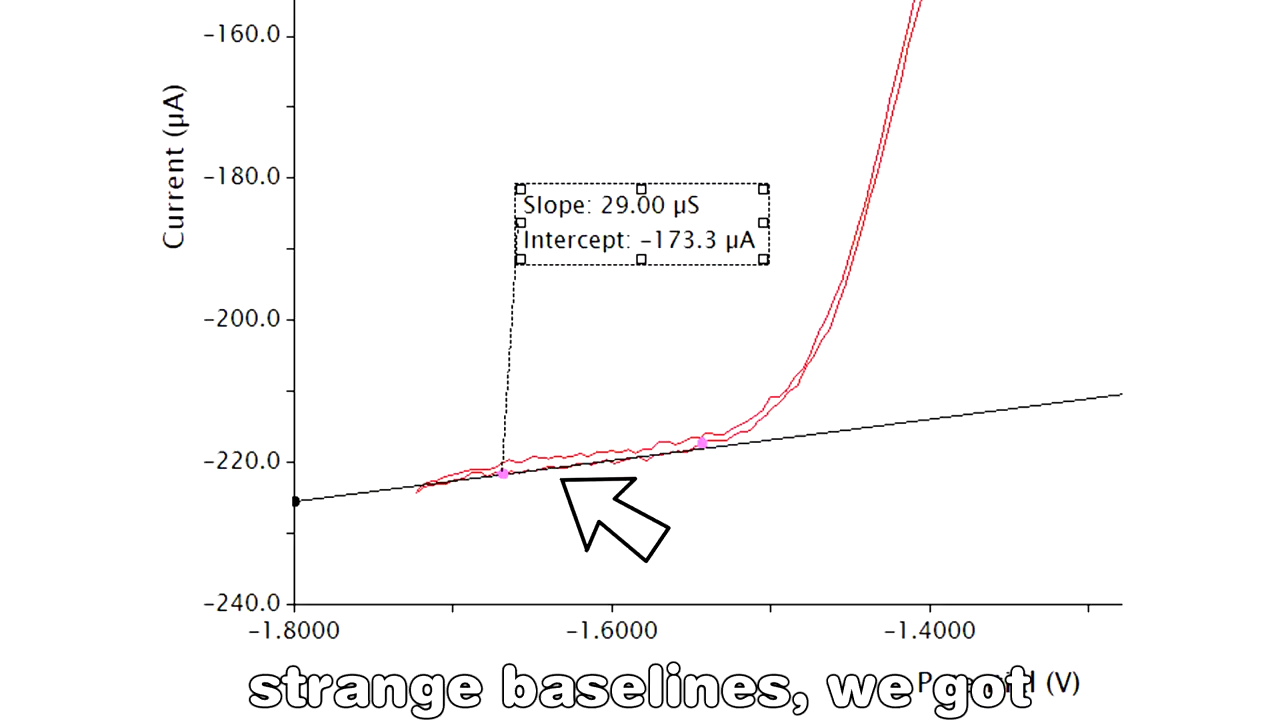 −160.0
Current (µA)
−180.0
Slope: 29.00 µS
Intercept: −173.3 µA
−200.0
−220.0
−240.0
−1.8000
−1.6000
−1.4000
(V)
strange baselines, we got